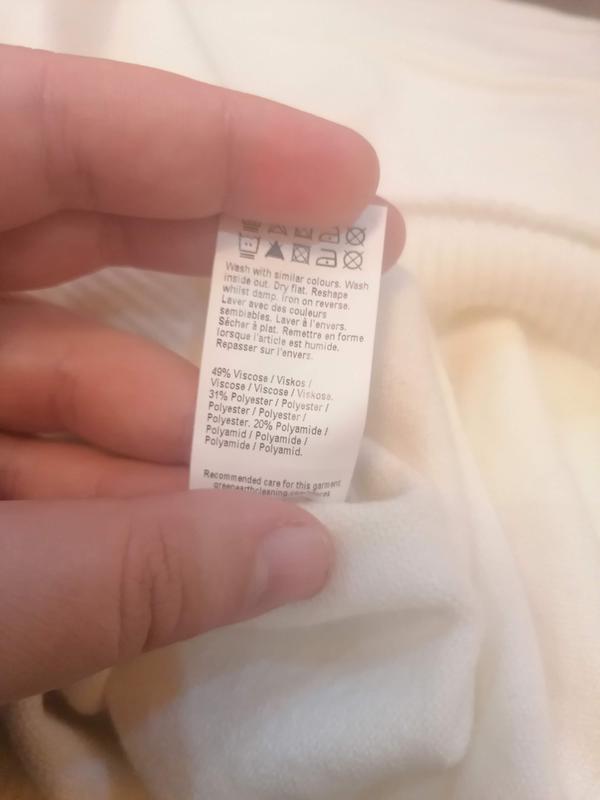 Wash with similar colours. Wash
inside out. Dry flat. Reshape
whilst damp. Iron on reverse.
Laver avec des couleurs
semblables. Laver à l'envers.
Sécher à plat. Remettre en forme
lorsque l'article est humide.
Repasser sur l'envers.
49% Viscose / Viskos /
Viscose / Viscose / Viskose.
31% Polyester / Polyester /
Polyester / Polyester /
Polyester. 20% Polyamide /
Polyamid / Polyamide /
Polyamide / Polyamid.
Recommended care for this garment